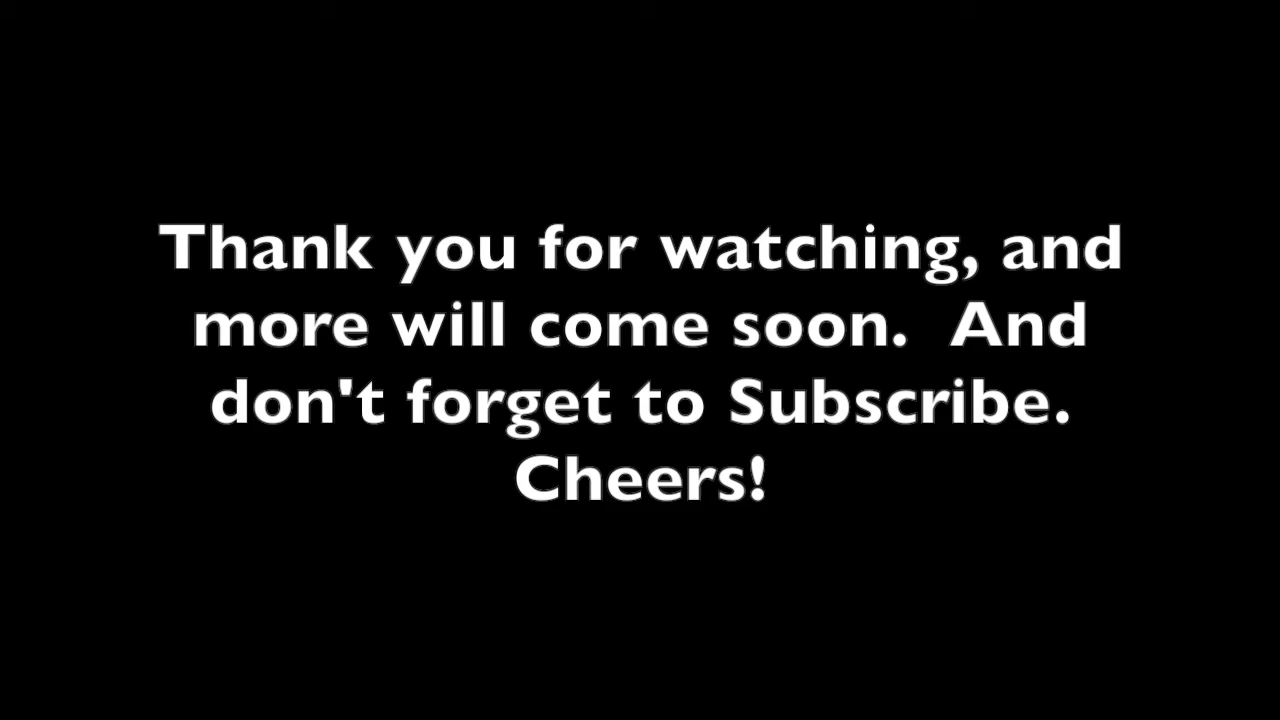 Thank you for watching, and
more will come soon.  And
don't forget to Subscribe.
Cheers!